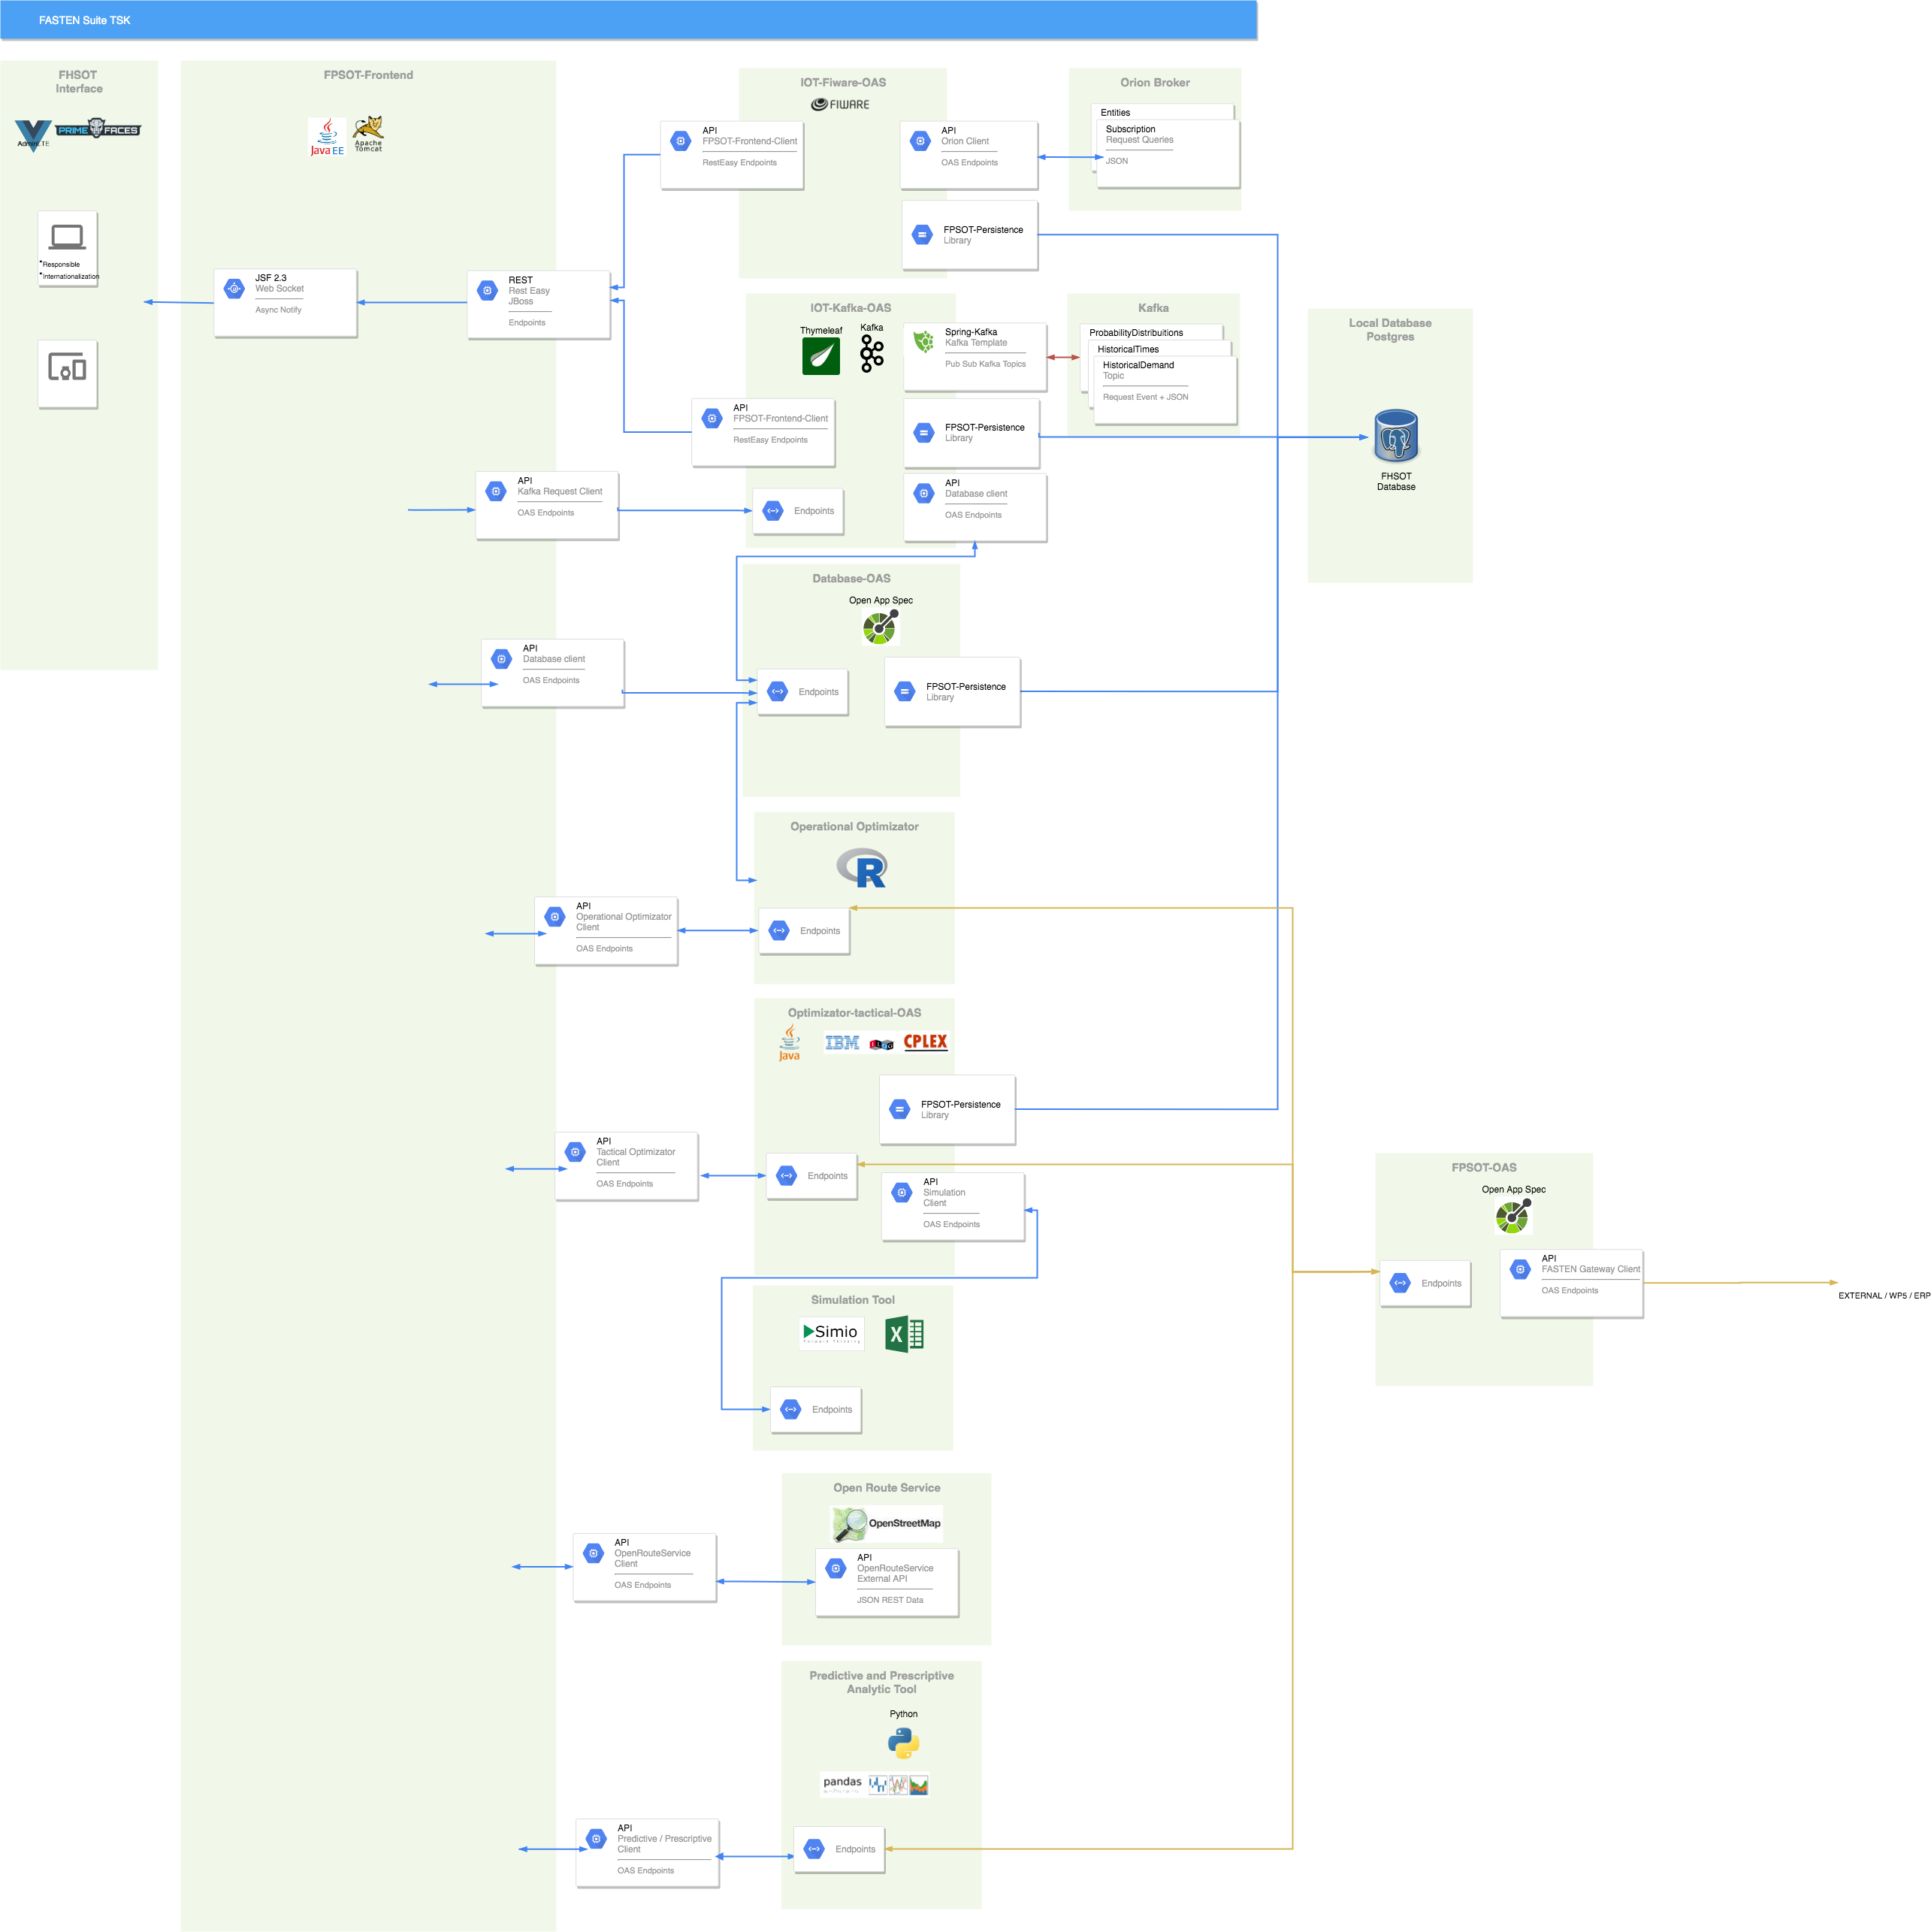 FASTEN Suite TSK
FHSOT
Interface
PRIME FACES
AdminLTE
•Responsible
•Internationalization
FPSOT-Frontend
Java EE
Apache
Tomcat
JSF 2.3
Web Socket
Async Notify
REST
Rest Easy
JBoss
Endpoints
IOT-Fiware-OAS
FIWARE
API
FPSOT-Frontend-Client
RestEasy Endpoints
API
Orion Client
OAS Endpoints
FPSOT-Persistence
Library
Orion Broker
Entities
Subscription
Request Queries
JSON
IOT-Kafka-OAS
Thymeleaf
Kafka
Spring-Kafka
Kafka Template
Pub Sub Kafka Topics
API
FPSOT-Frontend-Client
RestEasy Endpoints
FPSOT-Persistence
Library
API
Database client
OAS Endpoints
Kafka
ProbabilityDistribuitions
HistoricalTimes
HistoricalDemand
Topic
Request Event + JSON
Local Database
Postgres
FHSOT
Database
API
Kafka Request Client
OAS Endpoints
Endpoints
Database-OAS
Open App Spec
API
Database client
OAS Endpoints
Endpoints
FPSOT-Persistence
Library
Operational Optimizator
R
API
Operational Optimizator
Client
OAS Endpoints
Endpoints
Optimizator-tactical-OAS
Java
IBM
CPLEX
FPSOT-Persistence
Library
API
Tactical Optimizator
Client
OAS Endpoints
Endpoints
API
Simulation
Client
OAS Endpoints
FPSOT-OAS
Open App Spec
Endpoints
API
FASTEN Gateway Client
OAS Endpoints
EXTERNAL / WP5 / ERP
Simulation Tool
Simio
Forward Thinking
X
Endpoints
Open Route Service
OpenStreetMap
API
OpenRouteService
Client
OAS Endpoints
API
OpenRouteService
External API
JSON REST Data
Predictive and Prescriptive
Analytic Tool
Python
pandas
API
Predictive / Prescriptive
Client
OAS Endpoints
Endpoints